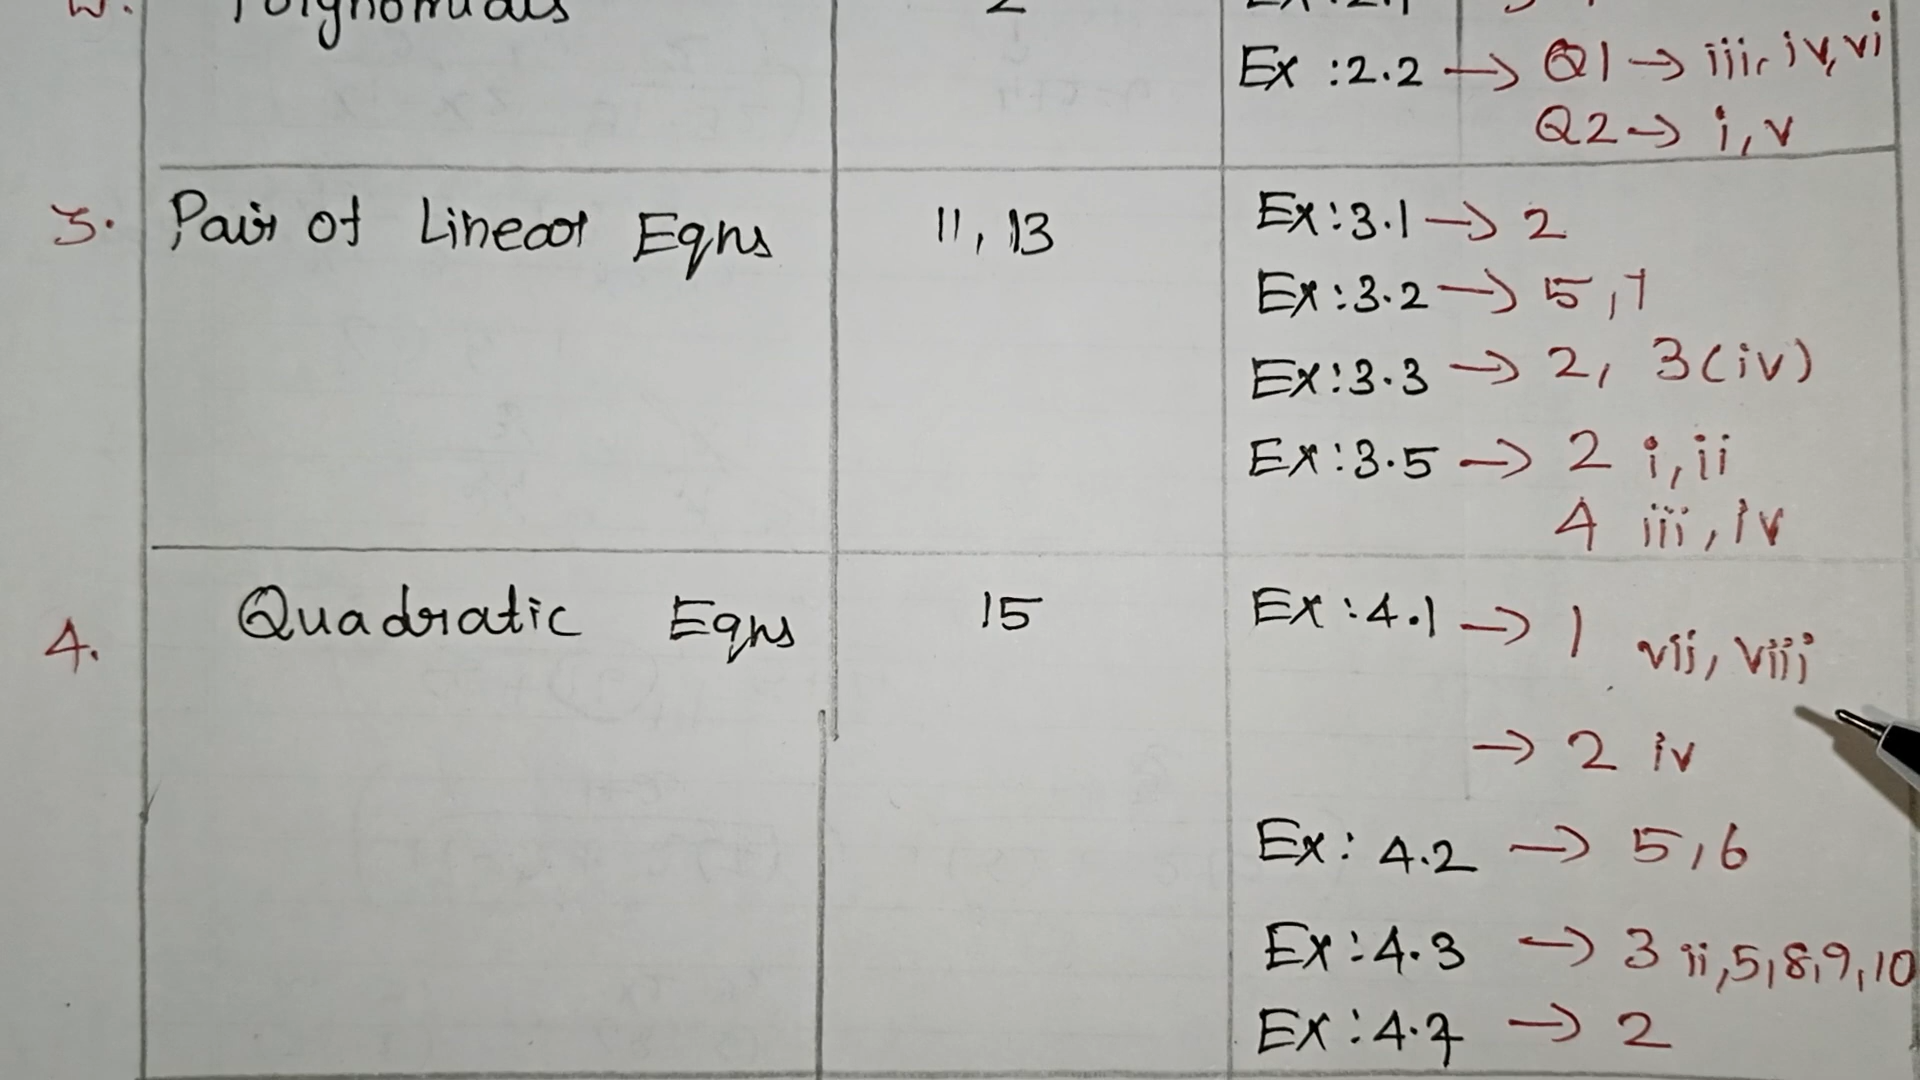 Polynomials 2
Ex :2.2 → Q1 → iii, iv, vi
Q2 → i, v
3. Pair of Linear Eqns 11, 13 Ex:3.1 → 2
Ex:3.2 → 5, 7
Ex:3.3 → 2, 3(iv)
Ex:3.5 → 2 i, ii
4 iii, iv
4. Quadratic Eqns 15 Ex:4.1 → 1 vii, viii
→ 2 iv
Ex: 4.2 → 5, 6
Ex:4.3 → 3 ii, 5, 8, 9, 10